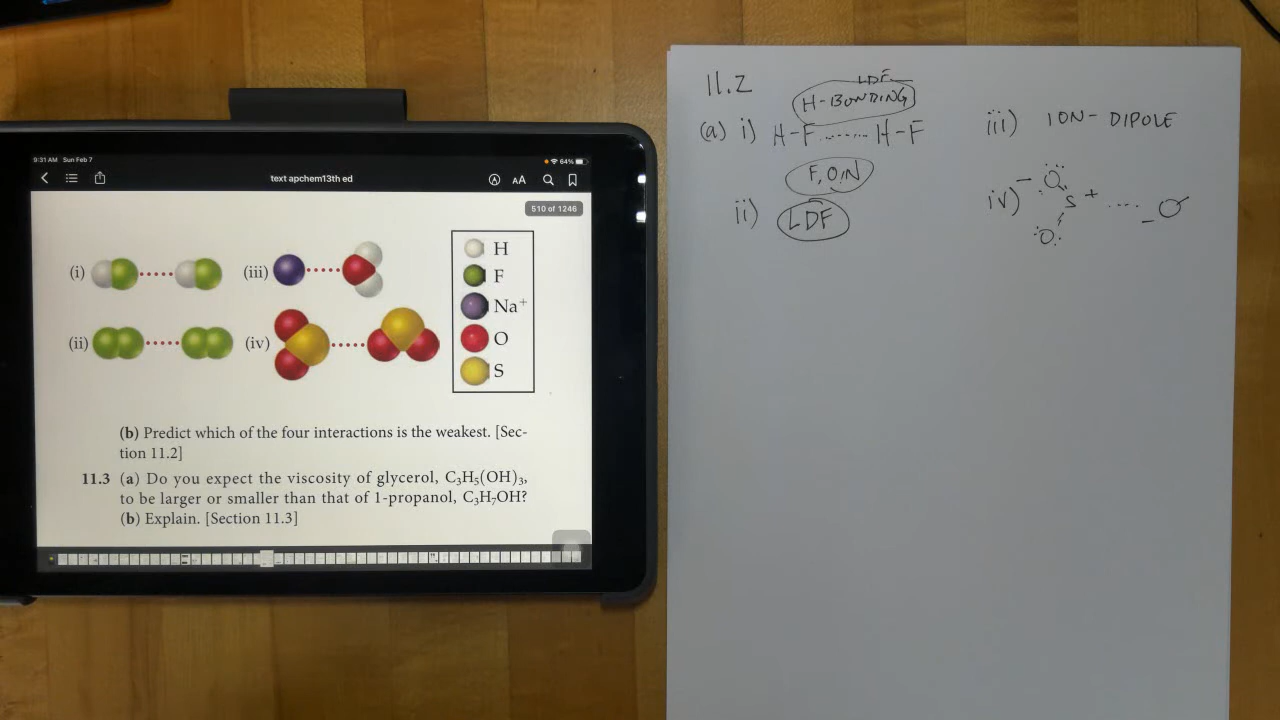 9:31 AM Sun Feb 7
64%
text apchem13th ed
AA
510 of 1246
(i)
(iii)
(ii)
(iv)
H
F
Na⁺
O
S
(b) Predict which of the four interactions is the weakest. [Sec-
tion 11.2]
11.3 (a) Do you expect the viscosity of glycerol, C₃H₅(OH)₃,
to be larger or smaller than that of 1-propanol, C₃H₇OH?
(b) Explain. [Section 11.3]
11.2
LDF
H-BONDING
(a) i) H-F........H-F
F, O, N
ii) LDF
iii) ION-DIPOLE
iv) - O
S + .... - O
O